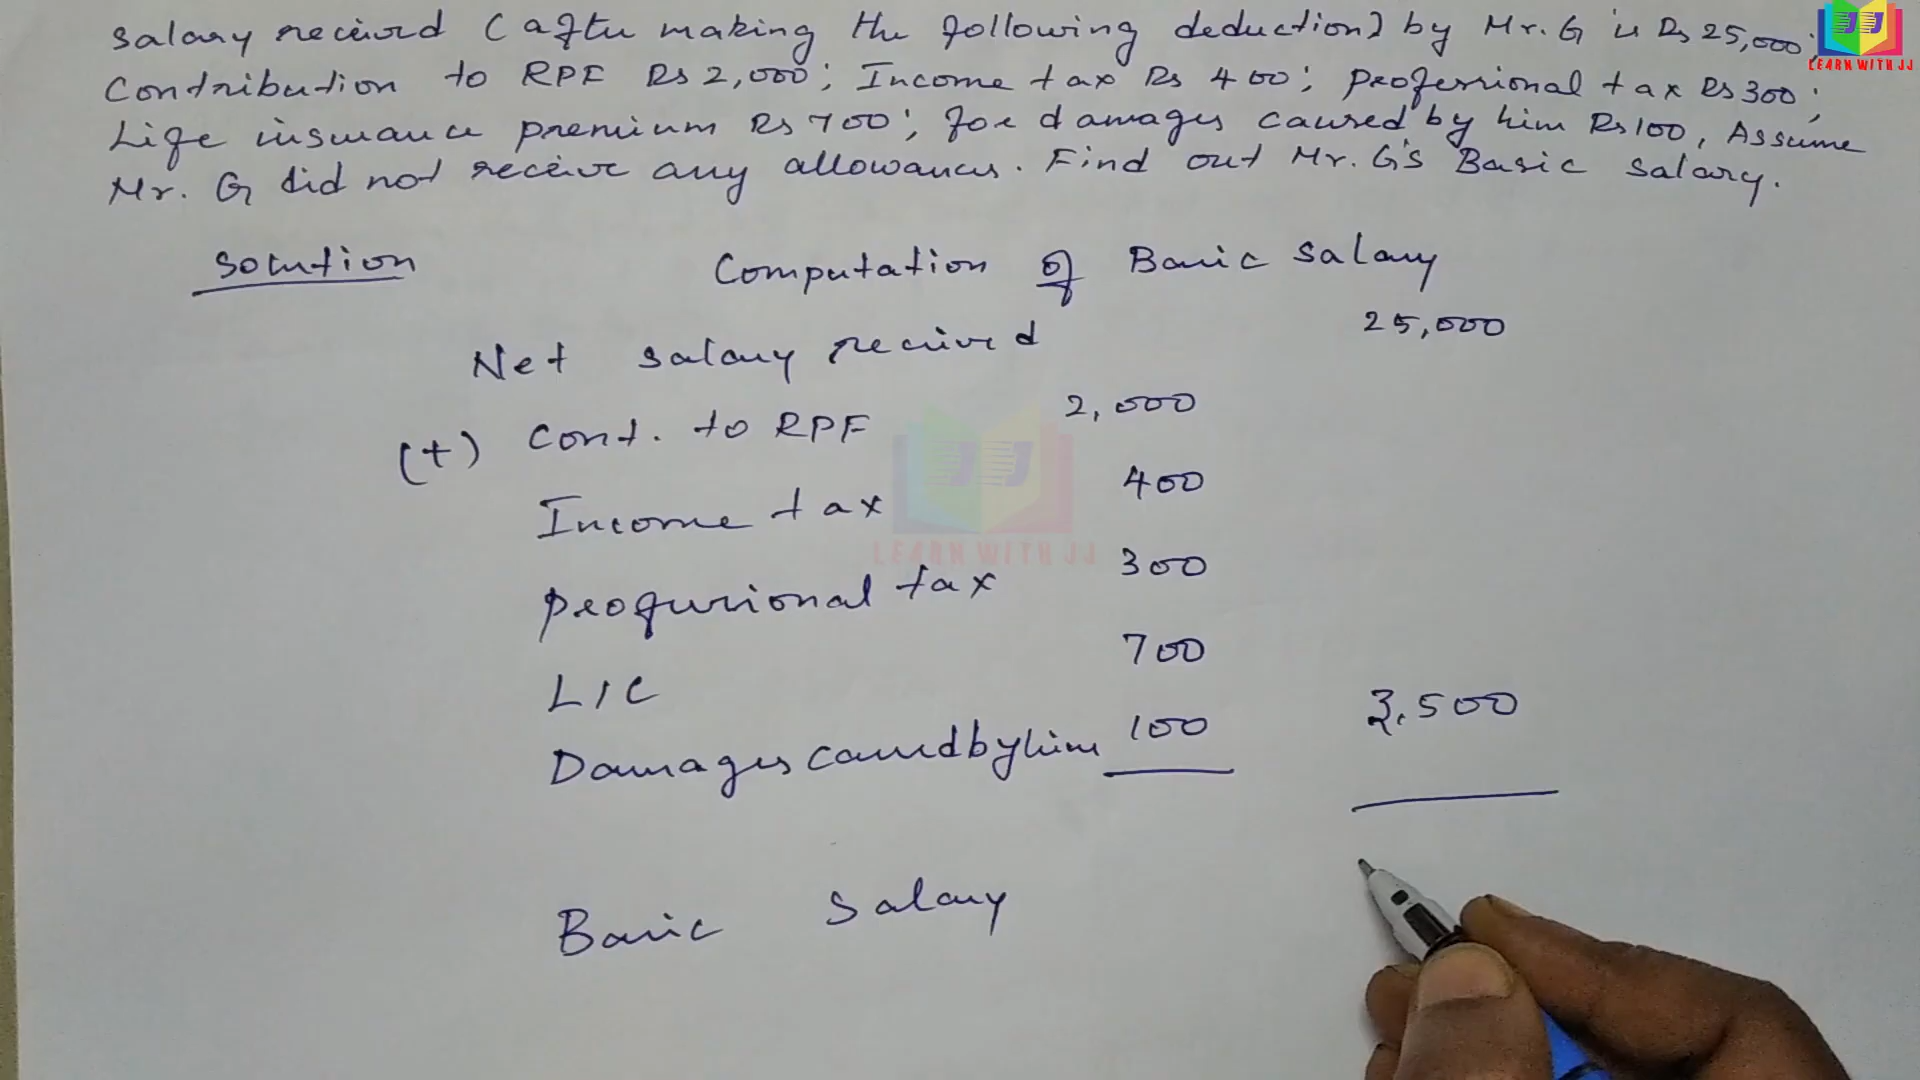 Salary received (after making the following deduction) by Mr. G is Rs 25,000;
Contribution to RPF Rs 2,000; Income tax Rs 400; professional tax Rs 300;
Life insurance premium Rs 700; for damages caused by him Rs 100, Assume
Mr. G did not receive any allowances. Find out Mr. G's Basic salary.
LEARN WITH JJ
Solution Computation of Basic salary
Net salary received 25,000
(+) Cont. to RPF 2,000
Income tax 400
LEARN WITH JJ
professional tax 300
LIC 700
Damages caused by him 100 3,500
Basic Salary